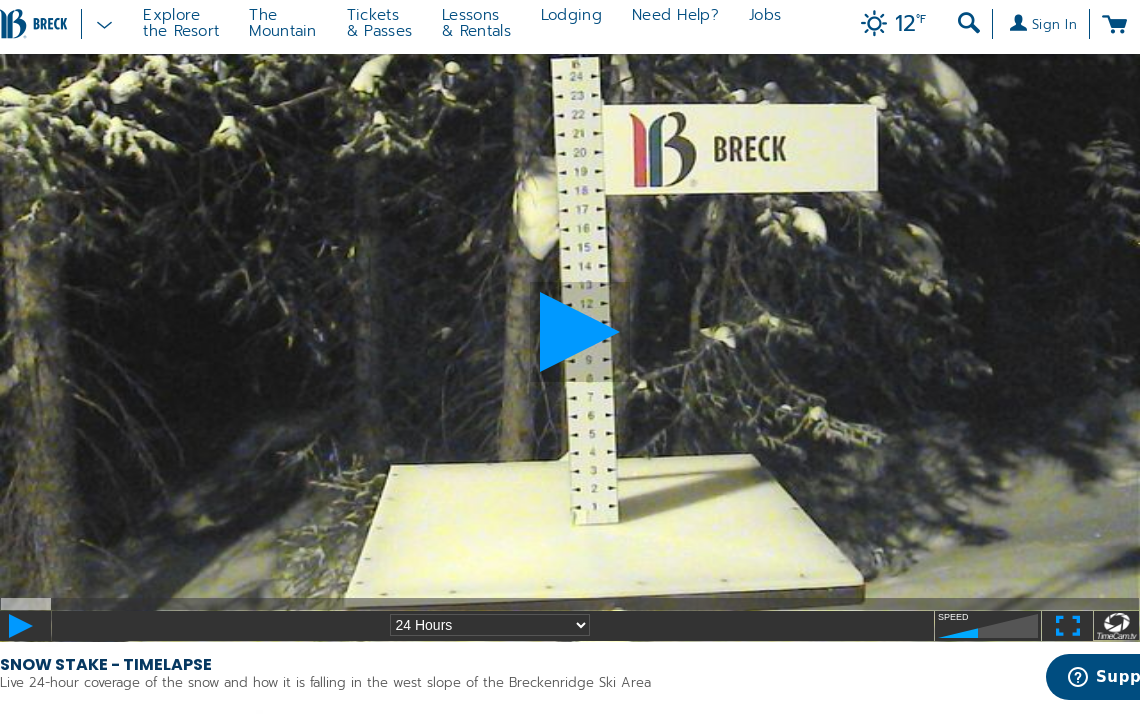 BRECK
Explore
the Resort
The
Mountain
Tickets
& Passes
Lessons
& Rentals
Lodging
Need Help?
Jobs
12°F
Sign In
24
23
22
21
20
19
18
17
16
15
14
13
12
9
8
7
6
5
4
3
2
1
B BRECK
24 Hours
SPEED
TimeCam.tv
SNOW STAKE - TIMELAPSE
Live 24-hour coverage of the snow and how it is falling in the west slope of the Breckenridge Ski Area
Supp